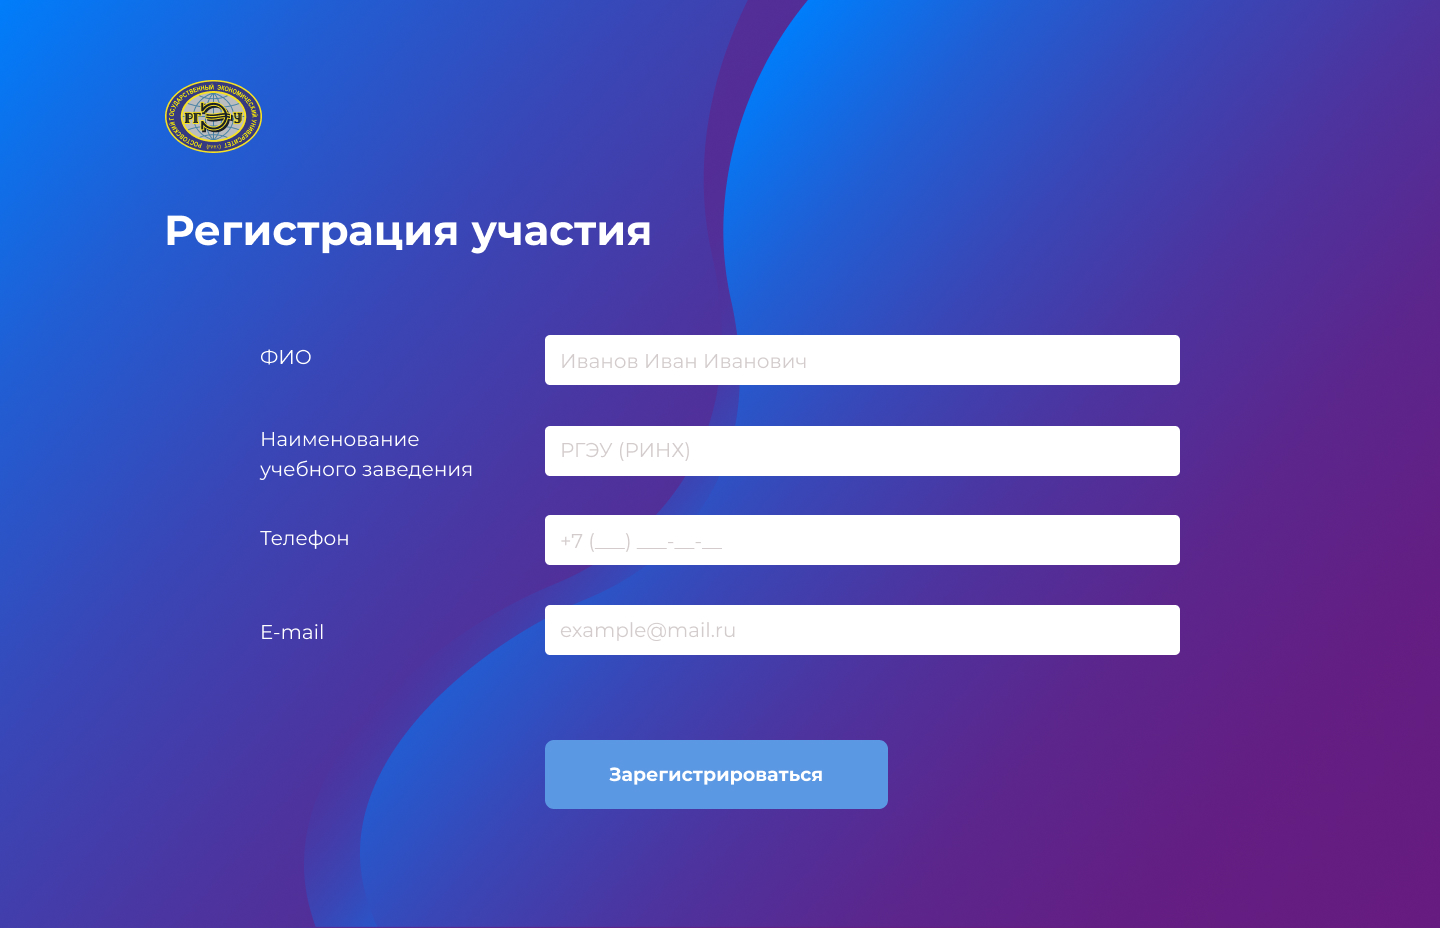 РОСТОВСКИЙ ГОСУДАРСТВЕННЫЙ ЭКОНОМИЧЕСКИЙ УНИВЕРСИТЕТ
РГЭУ
Регистрация участия
ФИО
Иванов Иван Иванович
Наименование
учебного заведения
РГЭУ (РИНХ)
Телефон
+7 (___) ___-__-__
E-mail
example@mail.ru
Зарегистрироваться